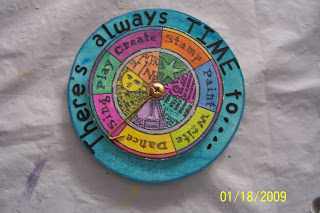 There's always TIME to.....
Create
Stamp
Paint
Write
Dance
Sing
Play
01/18/2009